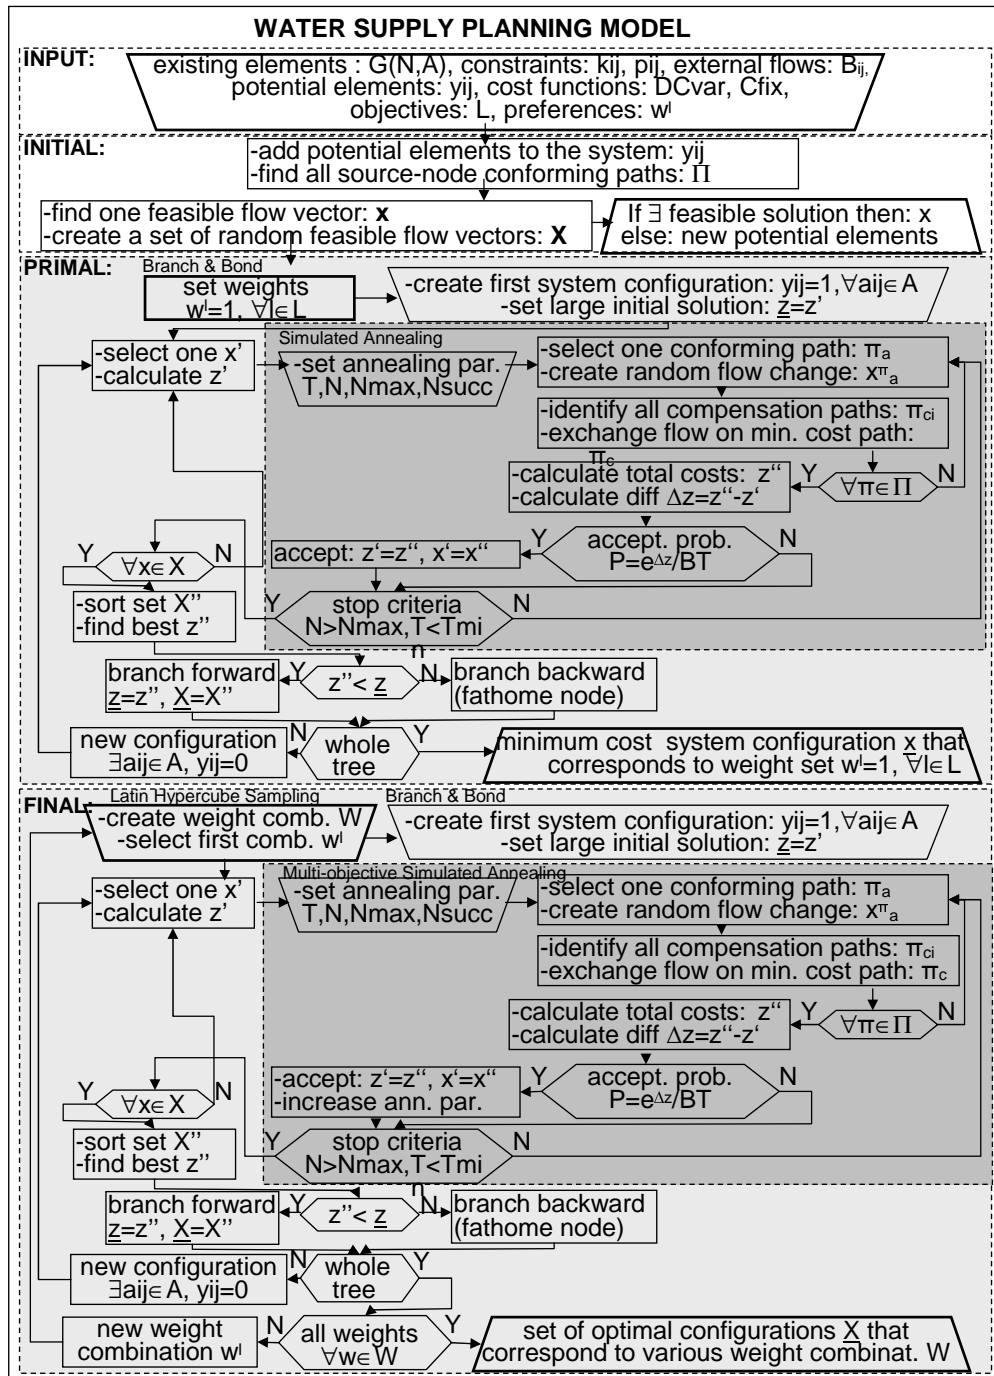 WATER SUPPLY PLANNING MODEL
INPUT:
existing elements : G(N,A), constraints: kij, pij, external flows: Bij,
potential elements: yij, cost functions: DCvar, Cfix,
objectives: L, preferences: wˡ
INITIAL:
-add potential elements to the system: yij
-find all source-node conforming paths: Π
-find one feasible flow vector: x
-create a set of random feasible flow vectors: X
If ∃ feasible solution then: x
else: new potential elements
PRIMAL:
Branch & Bond
set weights
wˡ=1, ∀l∈L
-create first system configuration: yij=1,∀aij∈A
-set large initial solution: z=z’
Simulated Annealing
-select one x’
-calculate z’
-set annealing par.
T,N,Nmax,Nsucc
-select one conforming path: πa
-create random flow change: xπa
-identify all compensation paths: πci
-exchange flow on min. cost path:
πc
-calculate total costs: z“
-calculate diff Δz=z“-z‘
Y
∀π∈Π
N
Y
∀x∈X
N
accept: z‘=z“, x‘=x“
Y
accept. prob.
P=eΔz/BT
N
-sort set X”
-find best z”
Y
stop criteria
N>Nmax,T<Tmi
n
N
branch forward
z=z”, X=X”
Y
z”< z
N
branch backward
(fathome node)
new configuration
∃aij∈A, yij=0
N
whole
tree
Y
minimum cost system configuration x that
corresponds to weight set wˡ=1, ∀l∈L
FINAL:
Latin Hypercube Sampling
Branch & Bond
-create weight comb. W
-select first comb. wˡ
-create first system configuration: yij=1,∀aij∈A
-set large initial solution: z=z’
Multi-objective Simulated Annealing
-select one x’
-calculate z’
-set annealing par.
T,N,Nmax,Nsucc
-select one conforming path: πa
-create random flow change: xπa
-identify all compensation paths: πci
-exchange flow on min. cost path: πc
-calculate total costs: z“
-calculate diff Δz=z“-z‘
Y
∀π∈Π
N
Y
∀x∈X
N
-accept: z‘=z“, x‘=x“
-increase ann. par.
Y
accept. prob.
P=eΔz/BT
N
-sort set X”
-find best z”
Y
stop criteria
N>Nmax,T<Tmi
n
N
branch forward
z=z”, X=X”
Y
z”< z
N
branch backward
(fathome node)
new configuration
∃aij∈A, yij=0
N
whole
tree
Y
new weight
combination wˡ
N
all weights
∀w∈W
Y
set of optimal configurations X that
correspond to various weight combinat. W